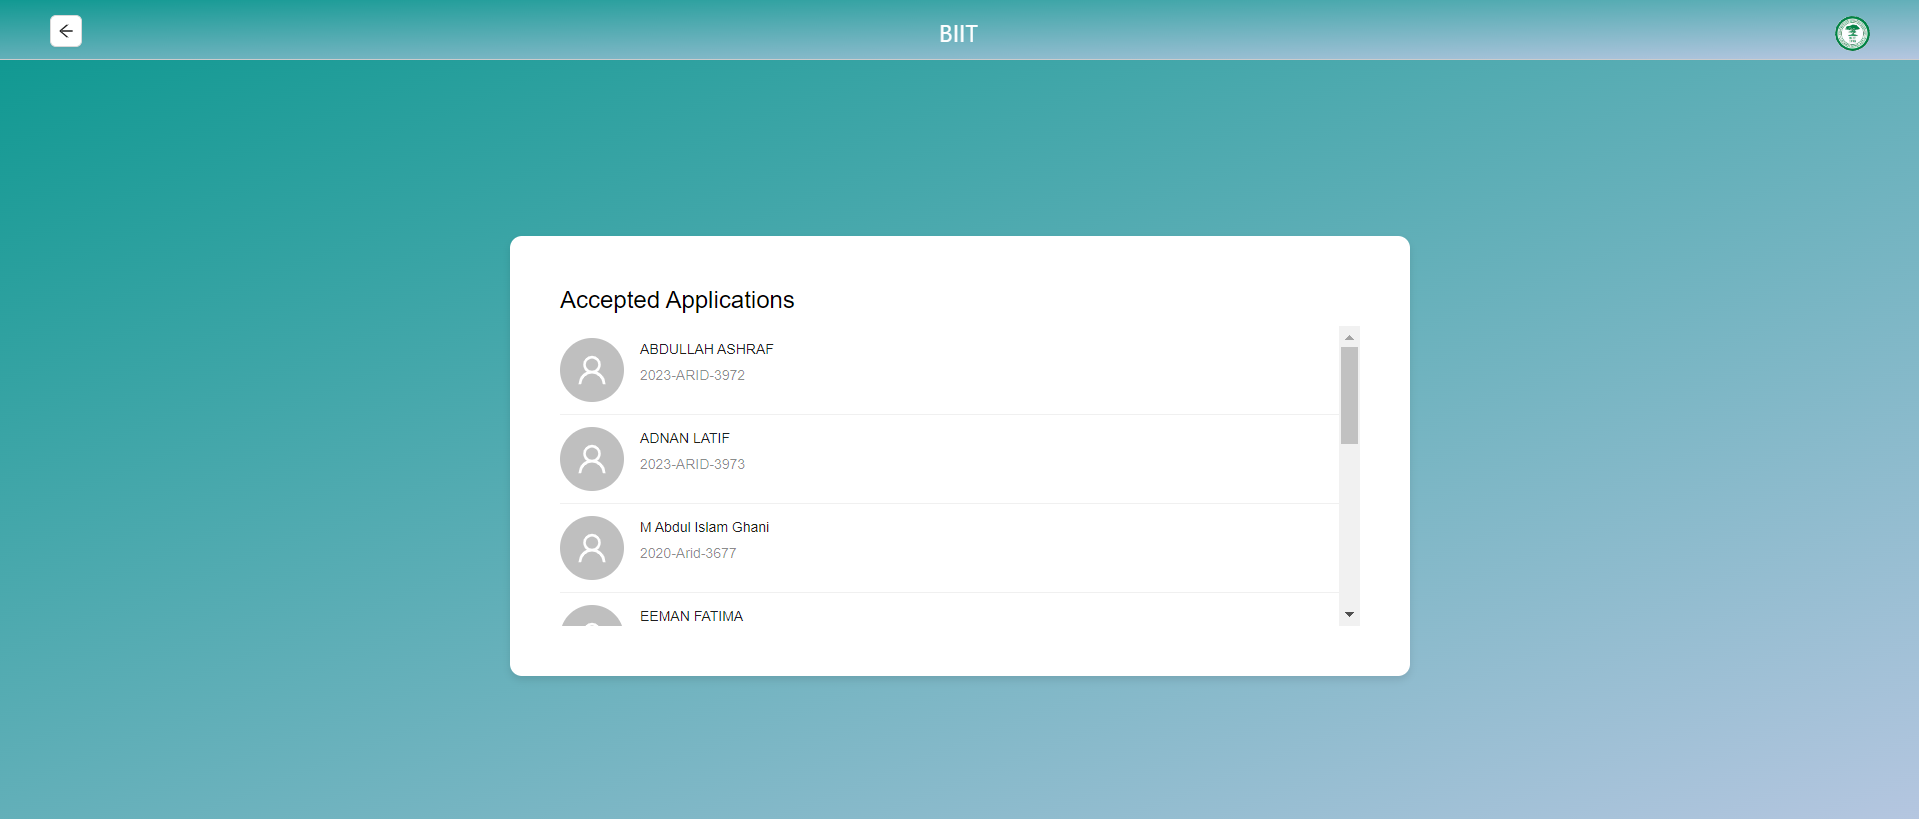 BIIT
Accepted Applications
ABDULLAH ASHRAF
2023-ARID-3972
ADNAN LATIF
2023-ARID-3973
M Abdul Islam Ghani
2020-Arid-3677
EEMAN FATIMA